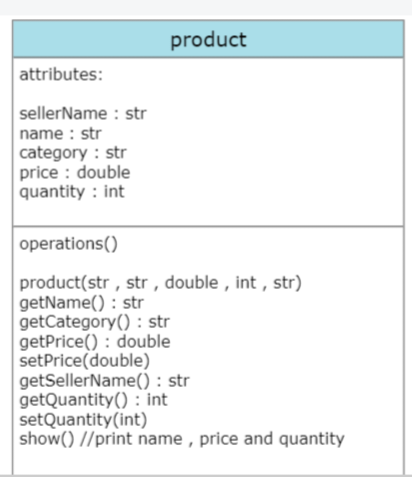 product
attributes:
sellerName : str
name : str
category : str
price : double
quantity : int
operations()
product(str , str , double , int , str)
getName() : str
getCategory() : str
getPrice() : double
setPrice(double)
getSellerName() : str
getQuantity() : int
setQuantity(int)
show() //print name , price and quantity